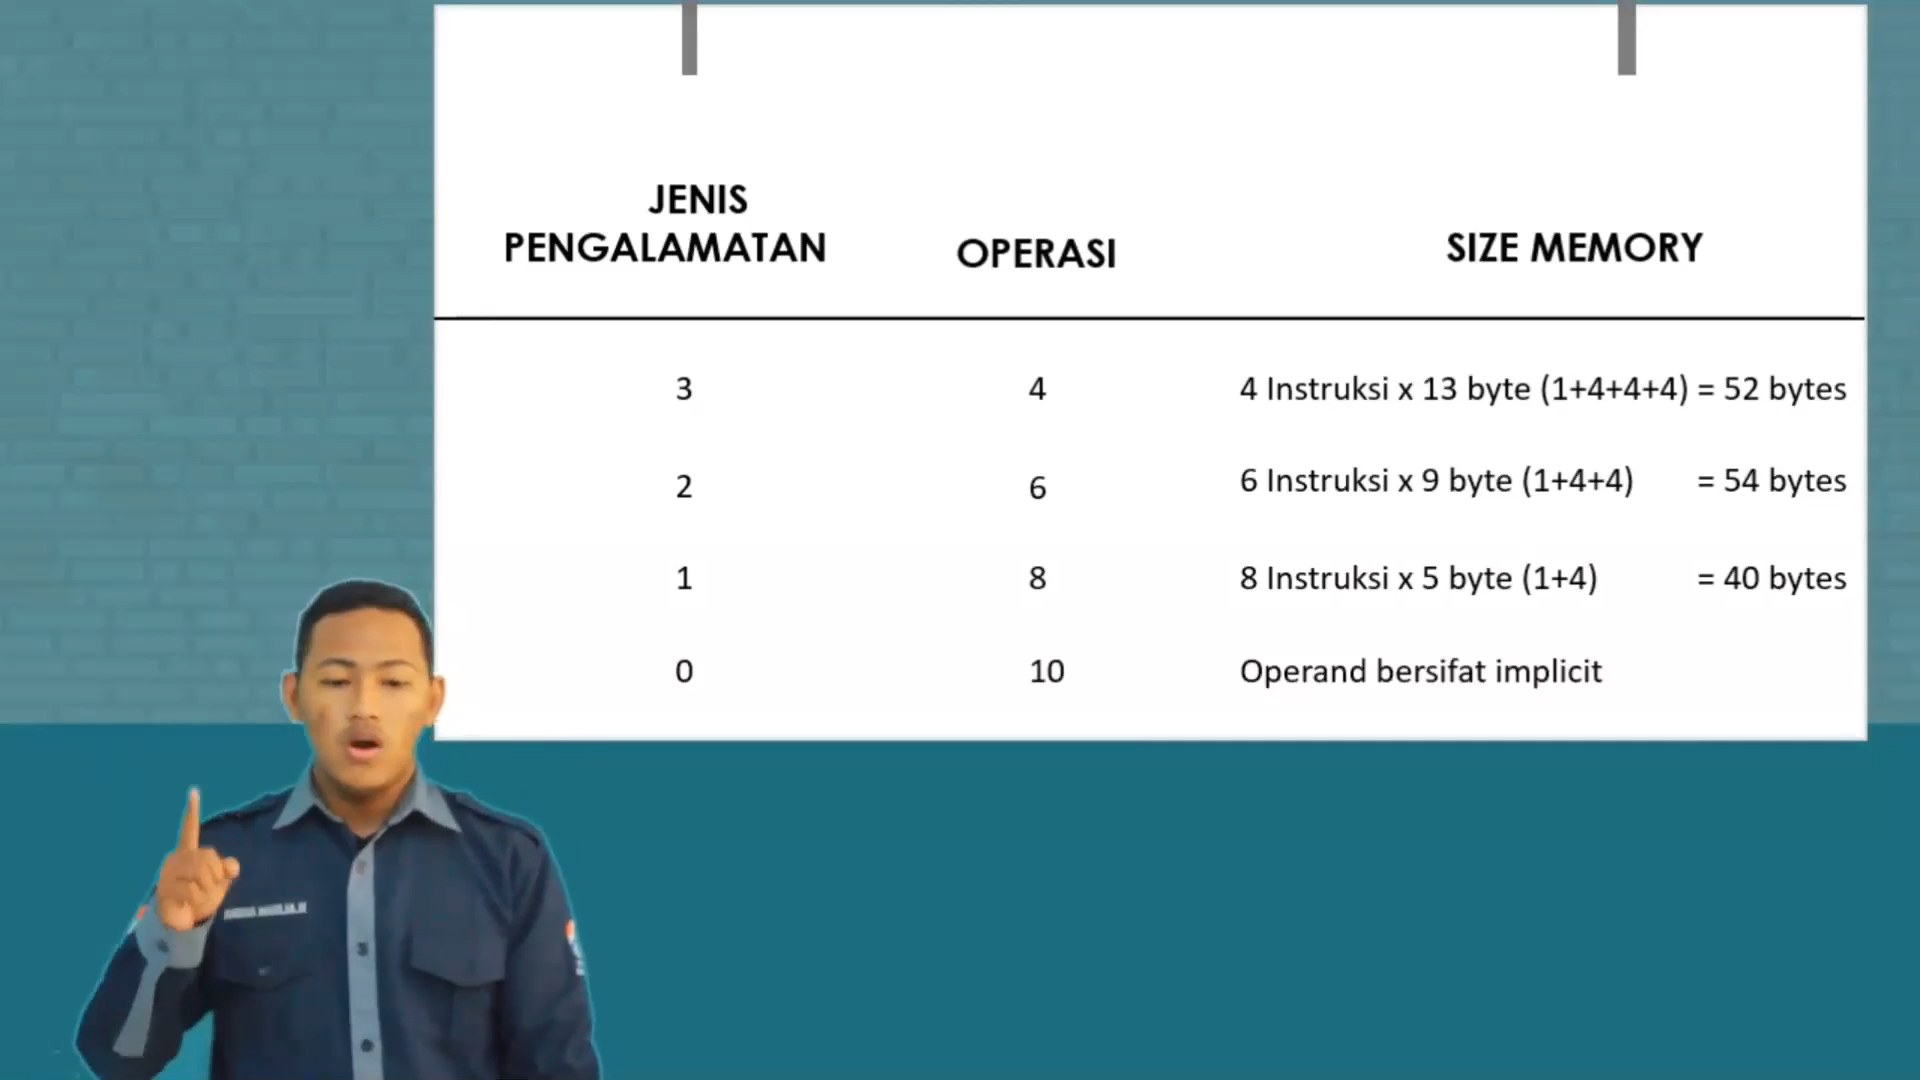 JENIS
PENGALAMATAN OPERASI SIZE MEMORY
3 4 4 Instruksi x 13 byte (1+4+4+4) = 52 bytes
2 6 6 Instruksi x 9 byte (1+4+4) = 54 bytes
1 8 8 Instruksi x 5 byte (1+4) = 40 bytes
0 10 Operand bersifat implicit